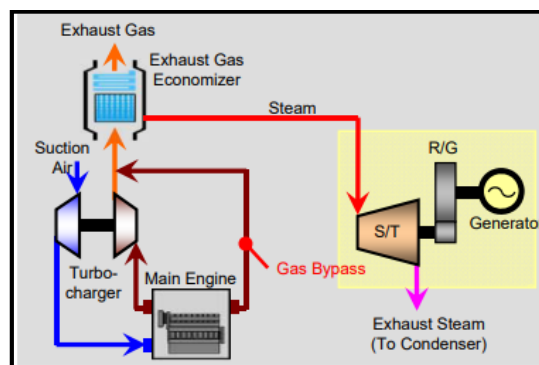 Exhaust Gas
Exhaust Gas
Economizer
Steam
Suction
Air
R/G
S/T
Generato
Turbo-
charger
Main Engine
Gas Bypass
Exhaust Steam
(To Condenser)